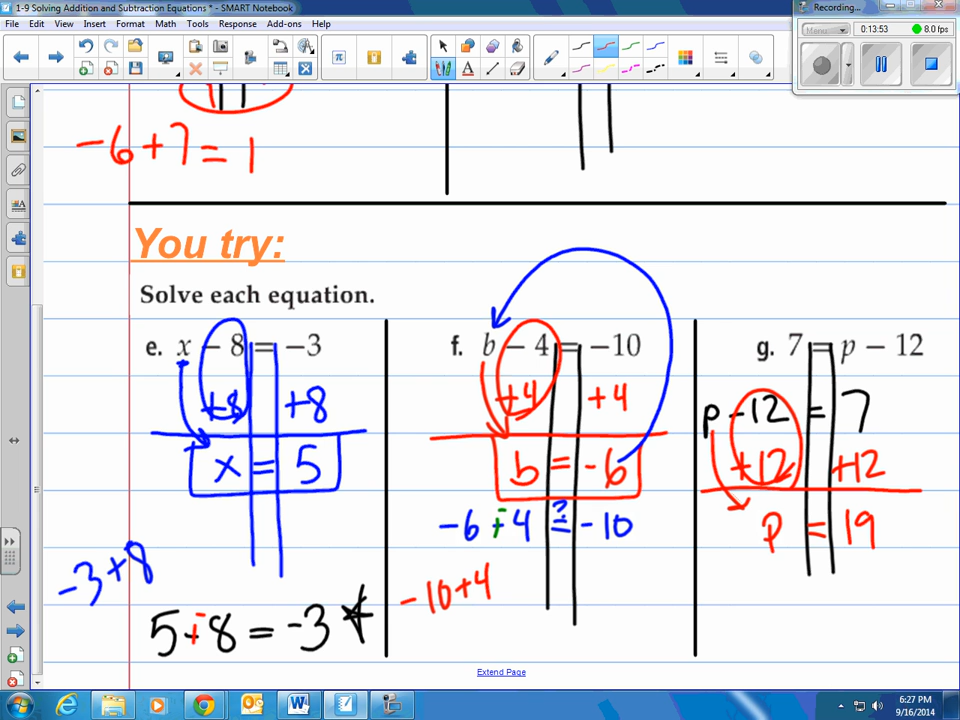 1-9 Solving Addition and Subtraction Equations * - SMART Notebook
Recording...
File Edit View Insert Format Math Tools Response Add-ons Help
Menu 0:13:53 8.0 fps
-6+7 = 1
You try:
Solve each equation.
e. x − 8 = −3
+8 +8
x = 5
-3+8
5 - 8 = -3
f. b − 4 = −10
+4 +4
b = -6
-6 - 4 ?= -10
-10+4
g. 7 = p − 12
p -12 = 7
+12 +12
p = 19
Extend Page
6:27 PM
9/16/2014